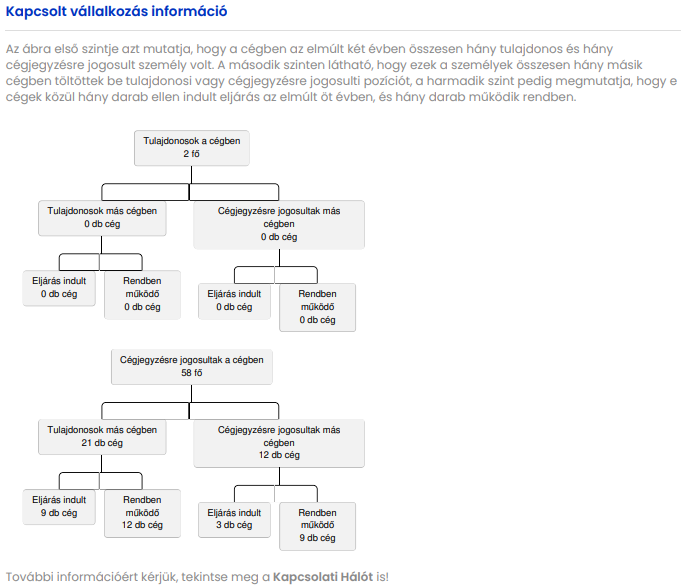 Kapcsolt vállalkozás információ
Az ábra első szintje azt mutatja, hogy a cégben az elmúlt két évben összesen hány tulajdonos és hány
cégjegyzésre jogosult személy volt. A második szinten látható, hogy ezek a személyek összesen hány másik
cégben töltöttek be tulajdonosi vagy cégjegyzésre jogosulti pozíciót, a harmadik szint pedig megmutatja, hogy e
cégek közül hány darab ellen indult eljárás az elmúlt öt évben, és hány darab működik rendben.
Tulajdonosok a cégben
2 fő
Tulajdonosok más cégben
0 db cég
Cégjegyzésre jogosultak más
cégben
0 db cég
Eljárás indult
0 db cég
Rendben
működő
0 db cég
Eljárás indult
0 db cég
Rendben
működő
0 db cég
Cégjegyzésre jogosultak a cégben
58 fő
Tulajdonosok más cégben
21 db cég
Cégjegyzésre jogosultak más
cégben
12 db cég
Eljárás indult
9 db cég
Rendben
működő
12 db cég
Eljárás indult
3 db cég
Rendben
működő
9 db cég
További információért kérjük, tekintse meg a Kapcsolati Hálót is!